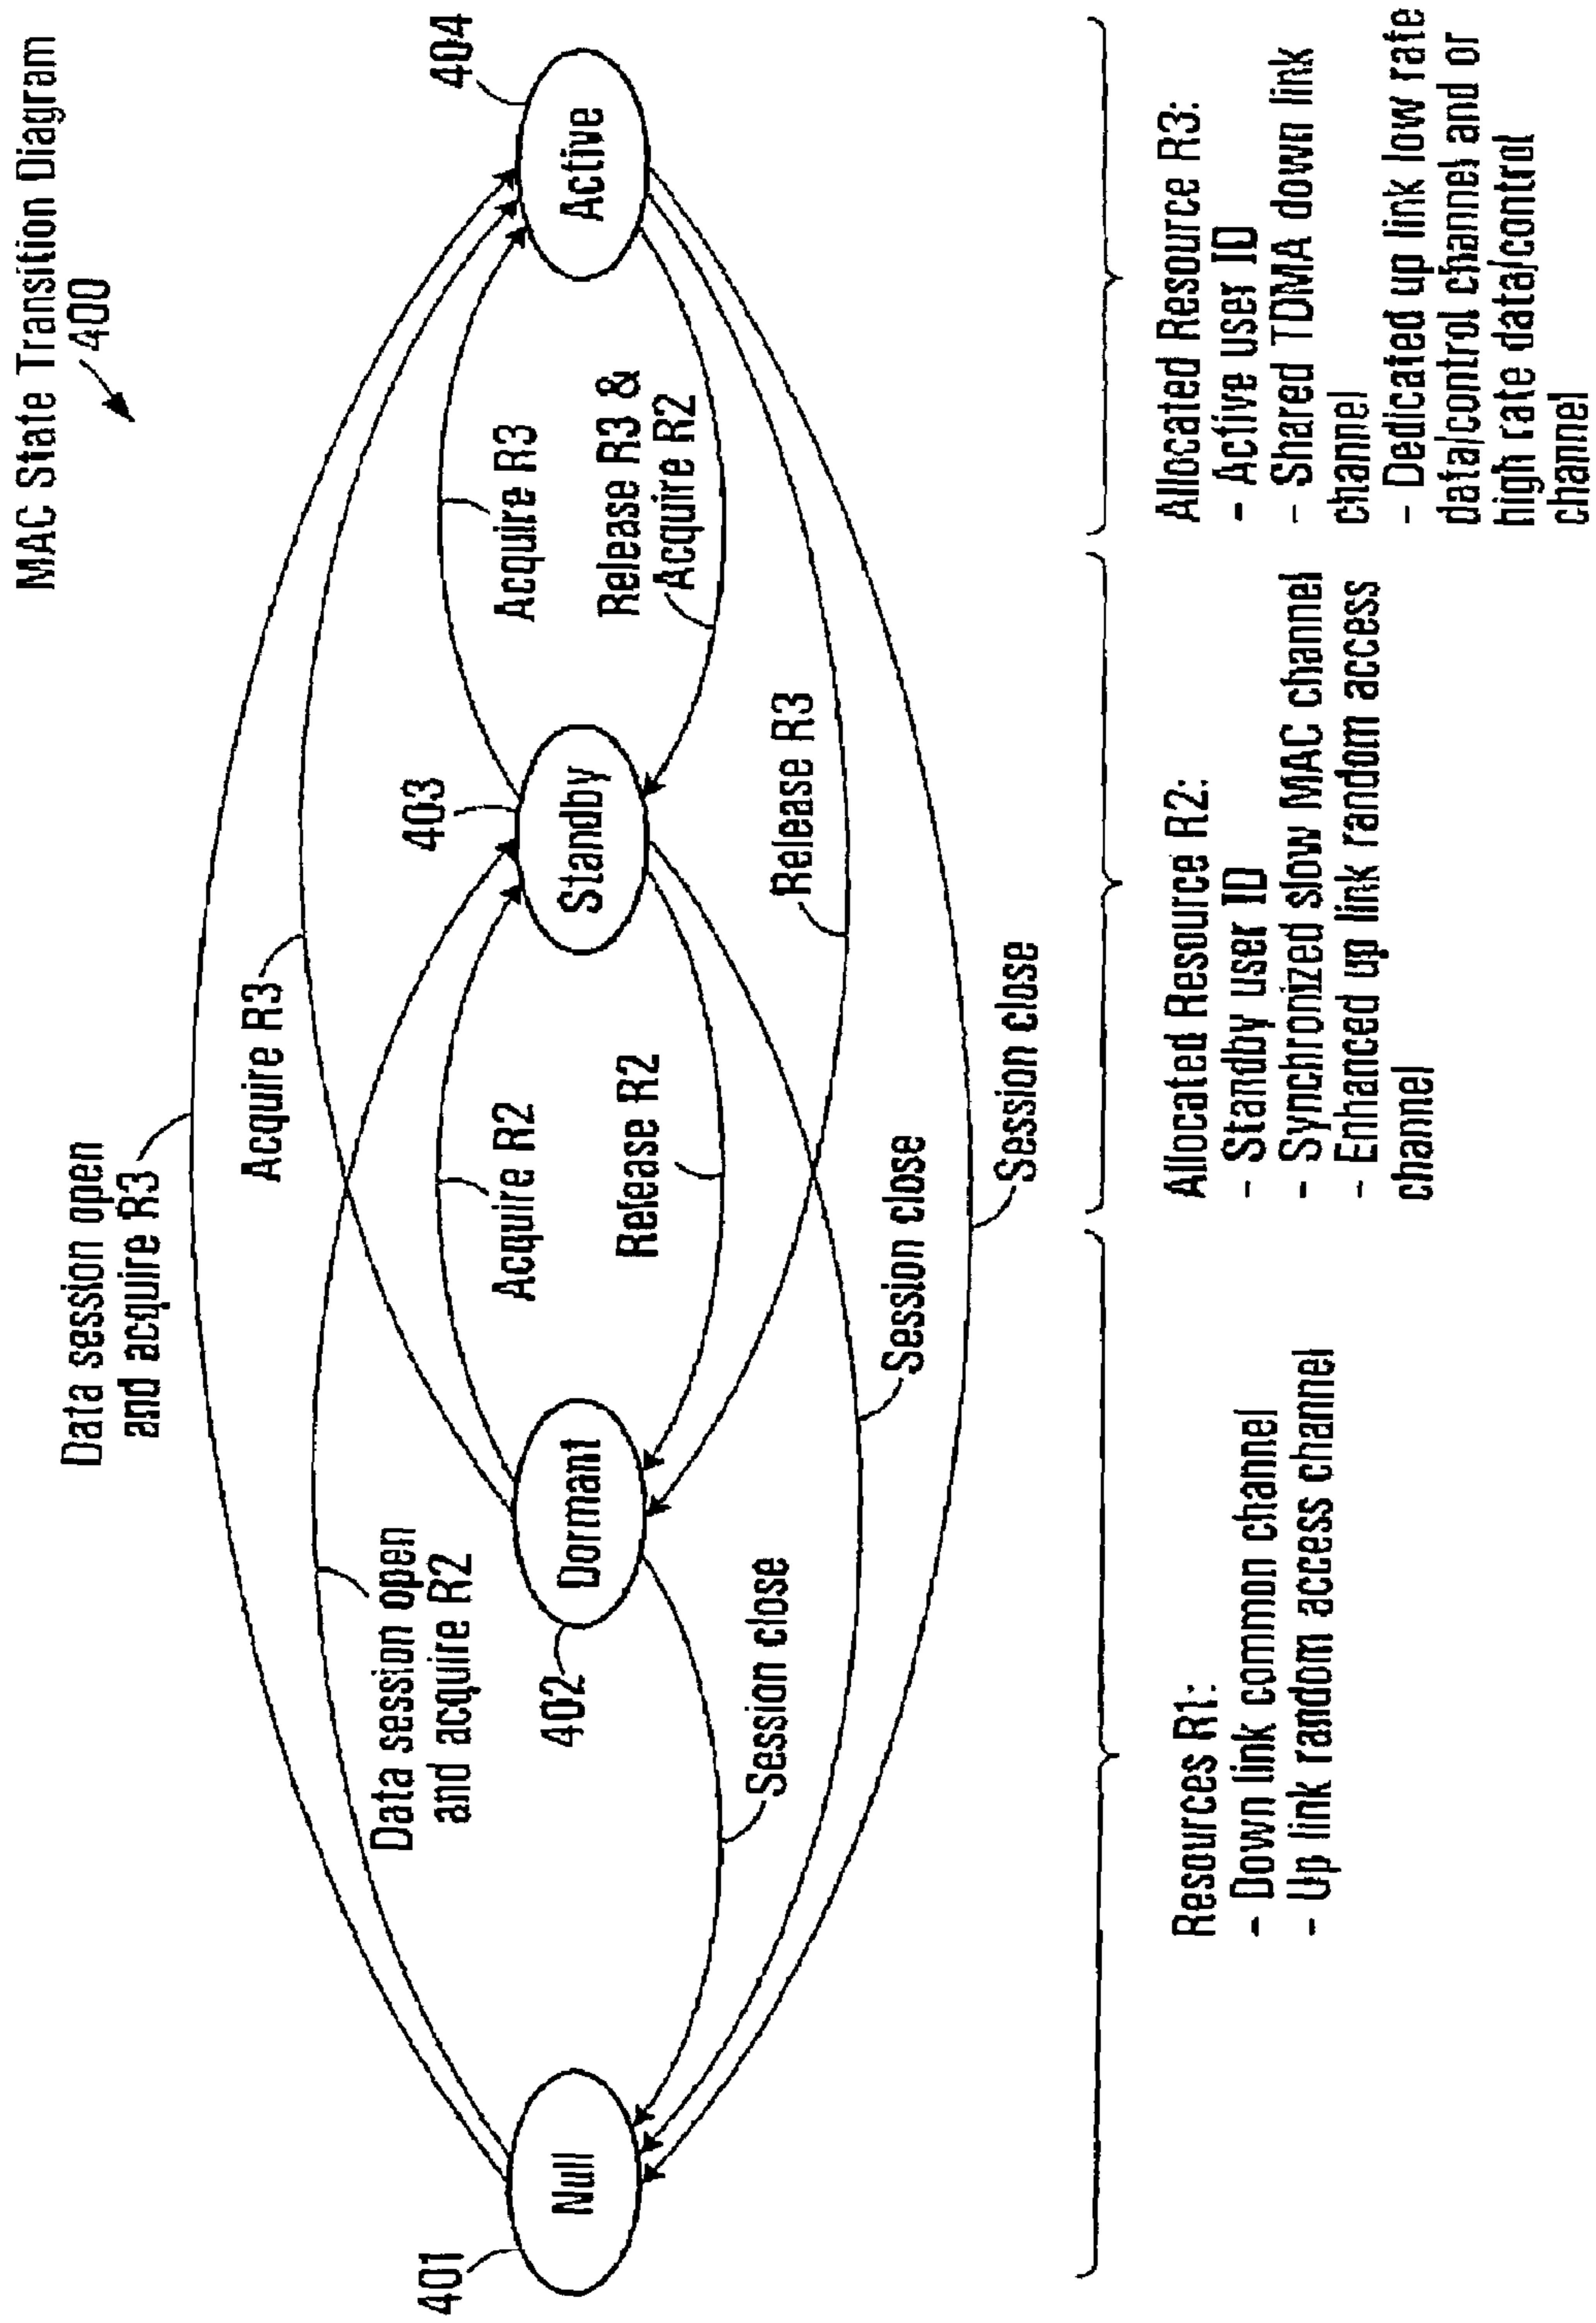 MAC State Transition Diagram
400
Data session open
and acquire R3
Acquire R3
Data session open
and acquire R2
Acquire R2
Acquire R3
401
Null
402
Dormant
403
Standby
404
Active
Release R2
Release R3 &
Acquire R2
Release R3
Session close
Session close
Session close
Resources R1:
- Down link common channel
- Up link random access channel
Allocated Resource R2:
- Standby user ID
- Synchronized slow MAC channel
- Enhanced up link random access
channel
Allocated Resource R3:
- Active user ID
- Shared TDMA down link
channel
- Dedicated up link low rate
data/control channel and or
high rate data/control
channel